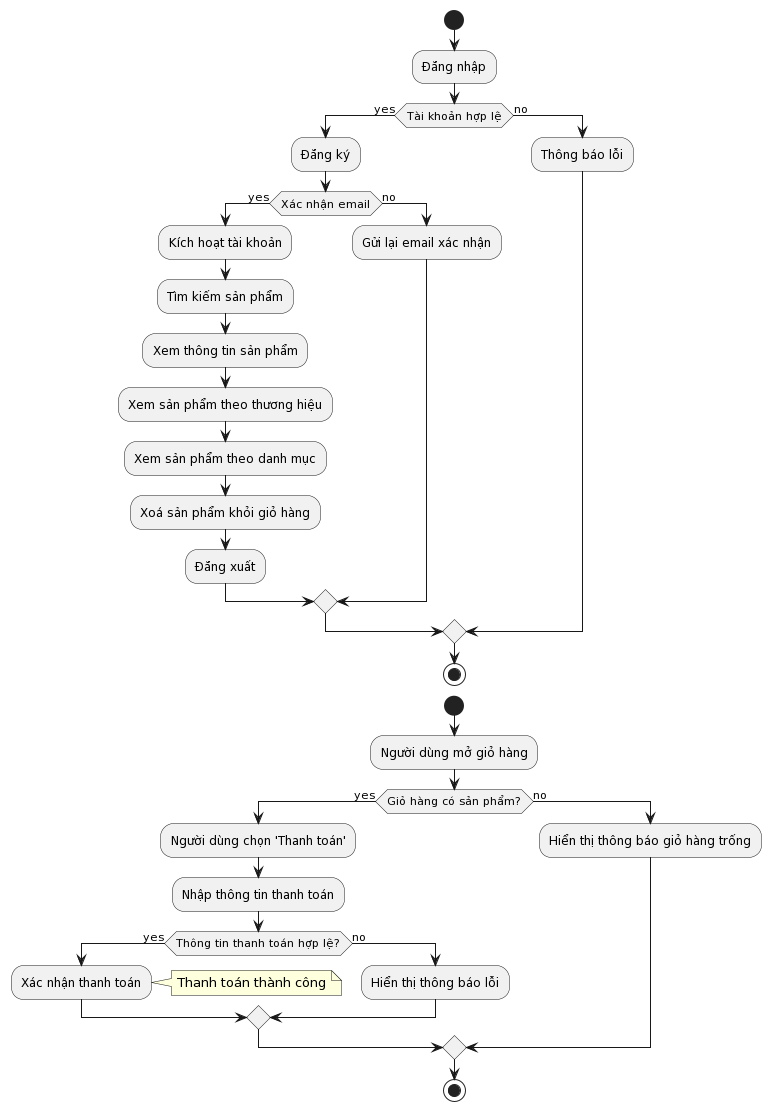 Đăng nhập
yes
Tài khoản hợp lệ
no
Đăng ký
Thông báo lỗi
yes
Xác nhận email
no
Kích hoạt tài khoản
Gửi lại email xác nhận
Tìm kiếm sản phẩm
Xem thông tin sản phẩm
Xem sản phẩm theo thương hiệu
Xem sản phẩm theo danh mục
Xoá sản phẩm khỏi giỏ hàng
Đăng xuất
Người dùng mở giỏ hàng
yes
Giỏ hàng có sản phẩm?
no
Người dùng chọn 'Thanh toán'
Hiển thị thông báo giỏ hàng trống
Nhập thông tin thanh toán
yes
Thông tin thanh toán hợp lệ?
no
Xác nhận thanh toán
Thanh toán thành công
Hiển thị thông báo lỗi